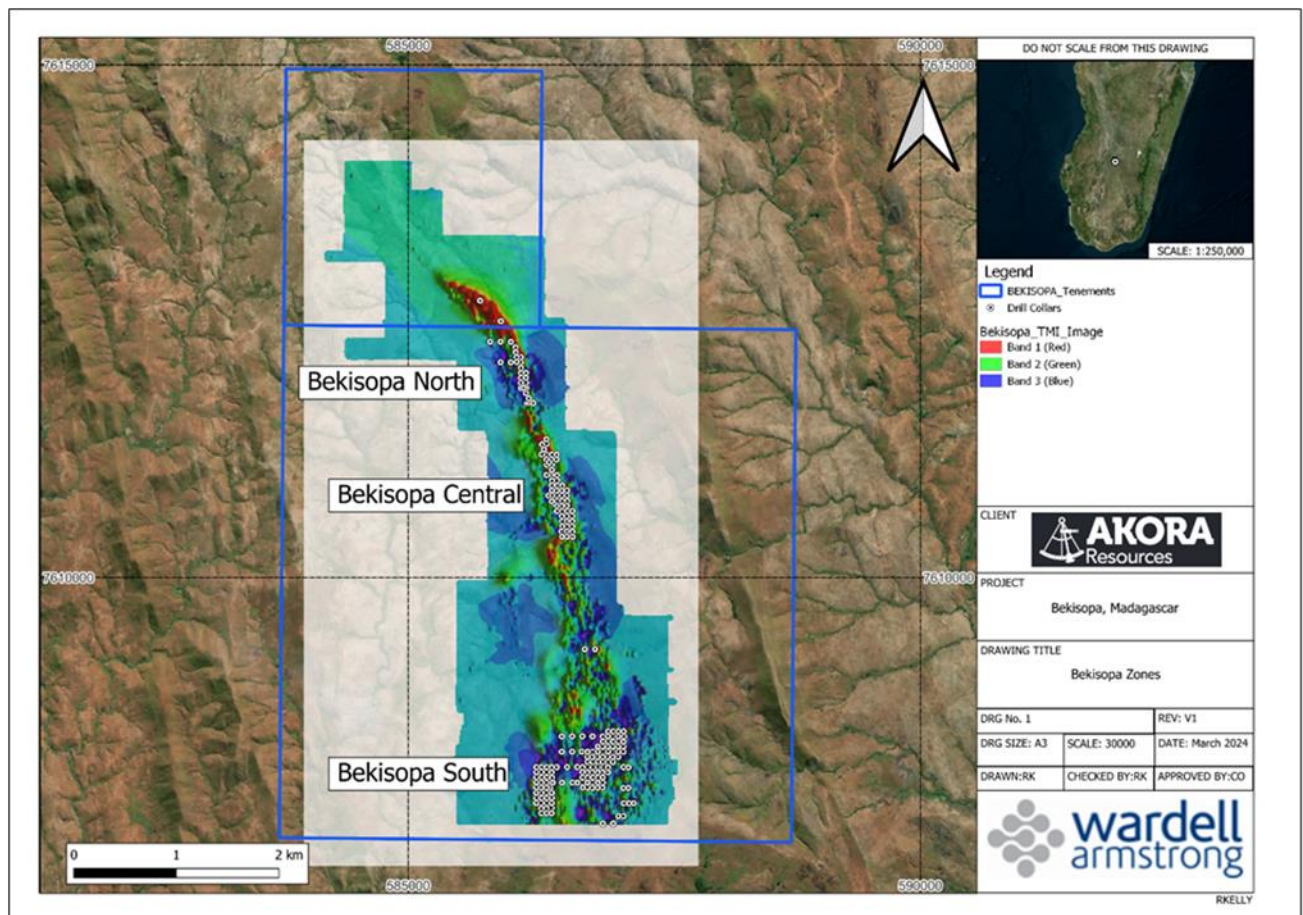 585000
590000
7615000
7615000
Bekisopa North
Bekisopa Central
7610000
7610000
Bekisopa South
0 1 2 km
585000
590000
DO NOT SCALE FROM THIS DRAWING
SCALE: 1:250,000
Legend
BEKISOPA_Tenements
Drill Collars
Bekisopa_TMI_Image
Band 1 (Red)
Band 2 (Green)
Band 3 (Blue)
CLIENT
AKORA
Resources
PROJECT
Bekisopa, Madagascar
DRAWING TITLE
Bekisopa Zones
DRG No. 1 REV: V1
DRG SIZE: A3 SCALE: 30000 DATE: March 2024
DRAWN:RK CHECKED BY:RK APPROVED BY:CO
wardell
armstrong
RKELLY